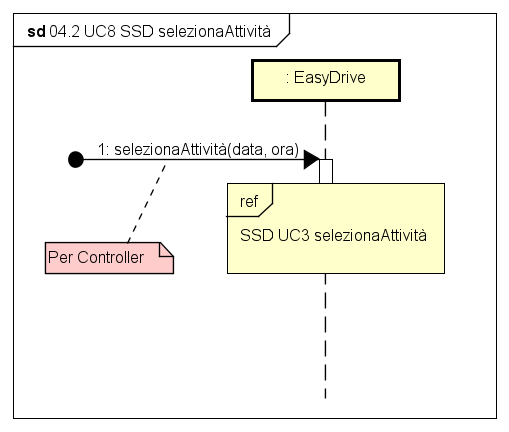 sd 04.2 UC8 SSD selezionaAttività
: EasyDrive
1: selezionaAttività(data, ora)
ref
SSD UC3 selezionaAttività
Per Controller